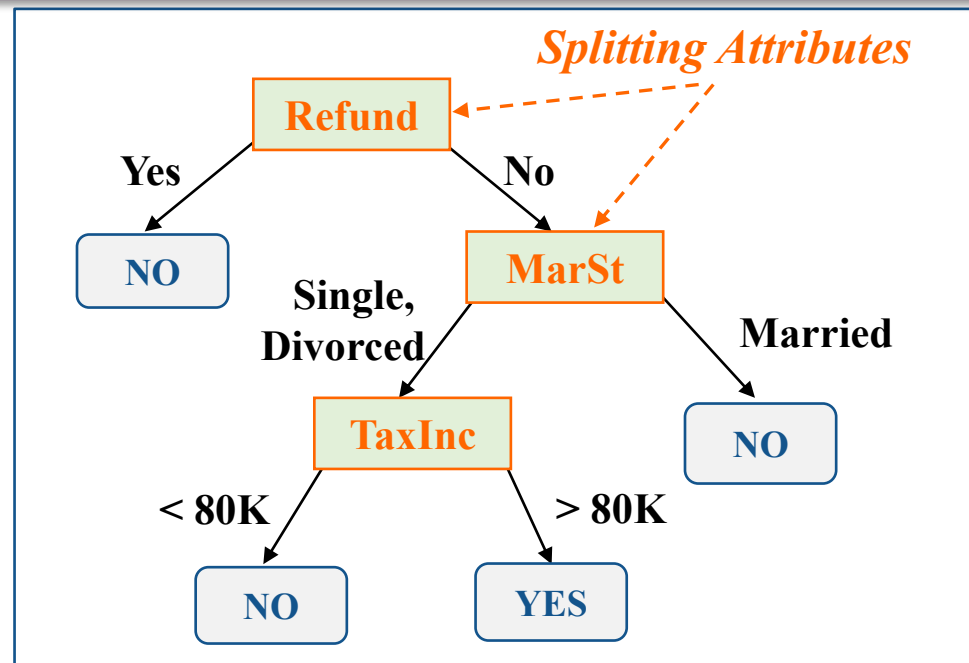 Splitting Attributes
Refund
Yes
No
NO
MarSt
Single,
Divorced
Married
TaxInc
NO
< 80K
> 80K
NO
YES